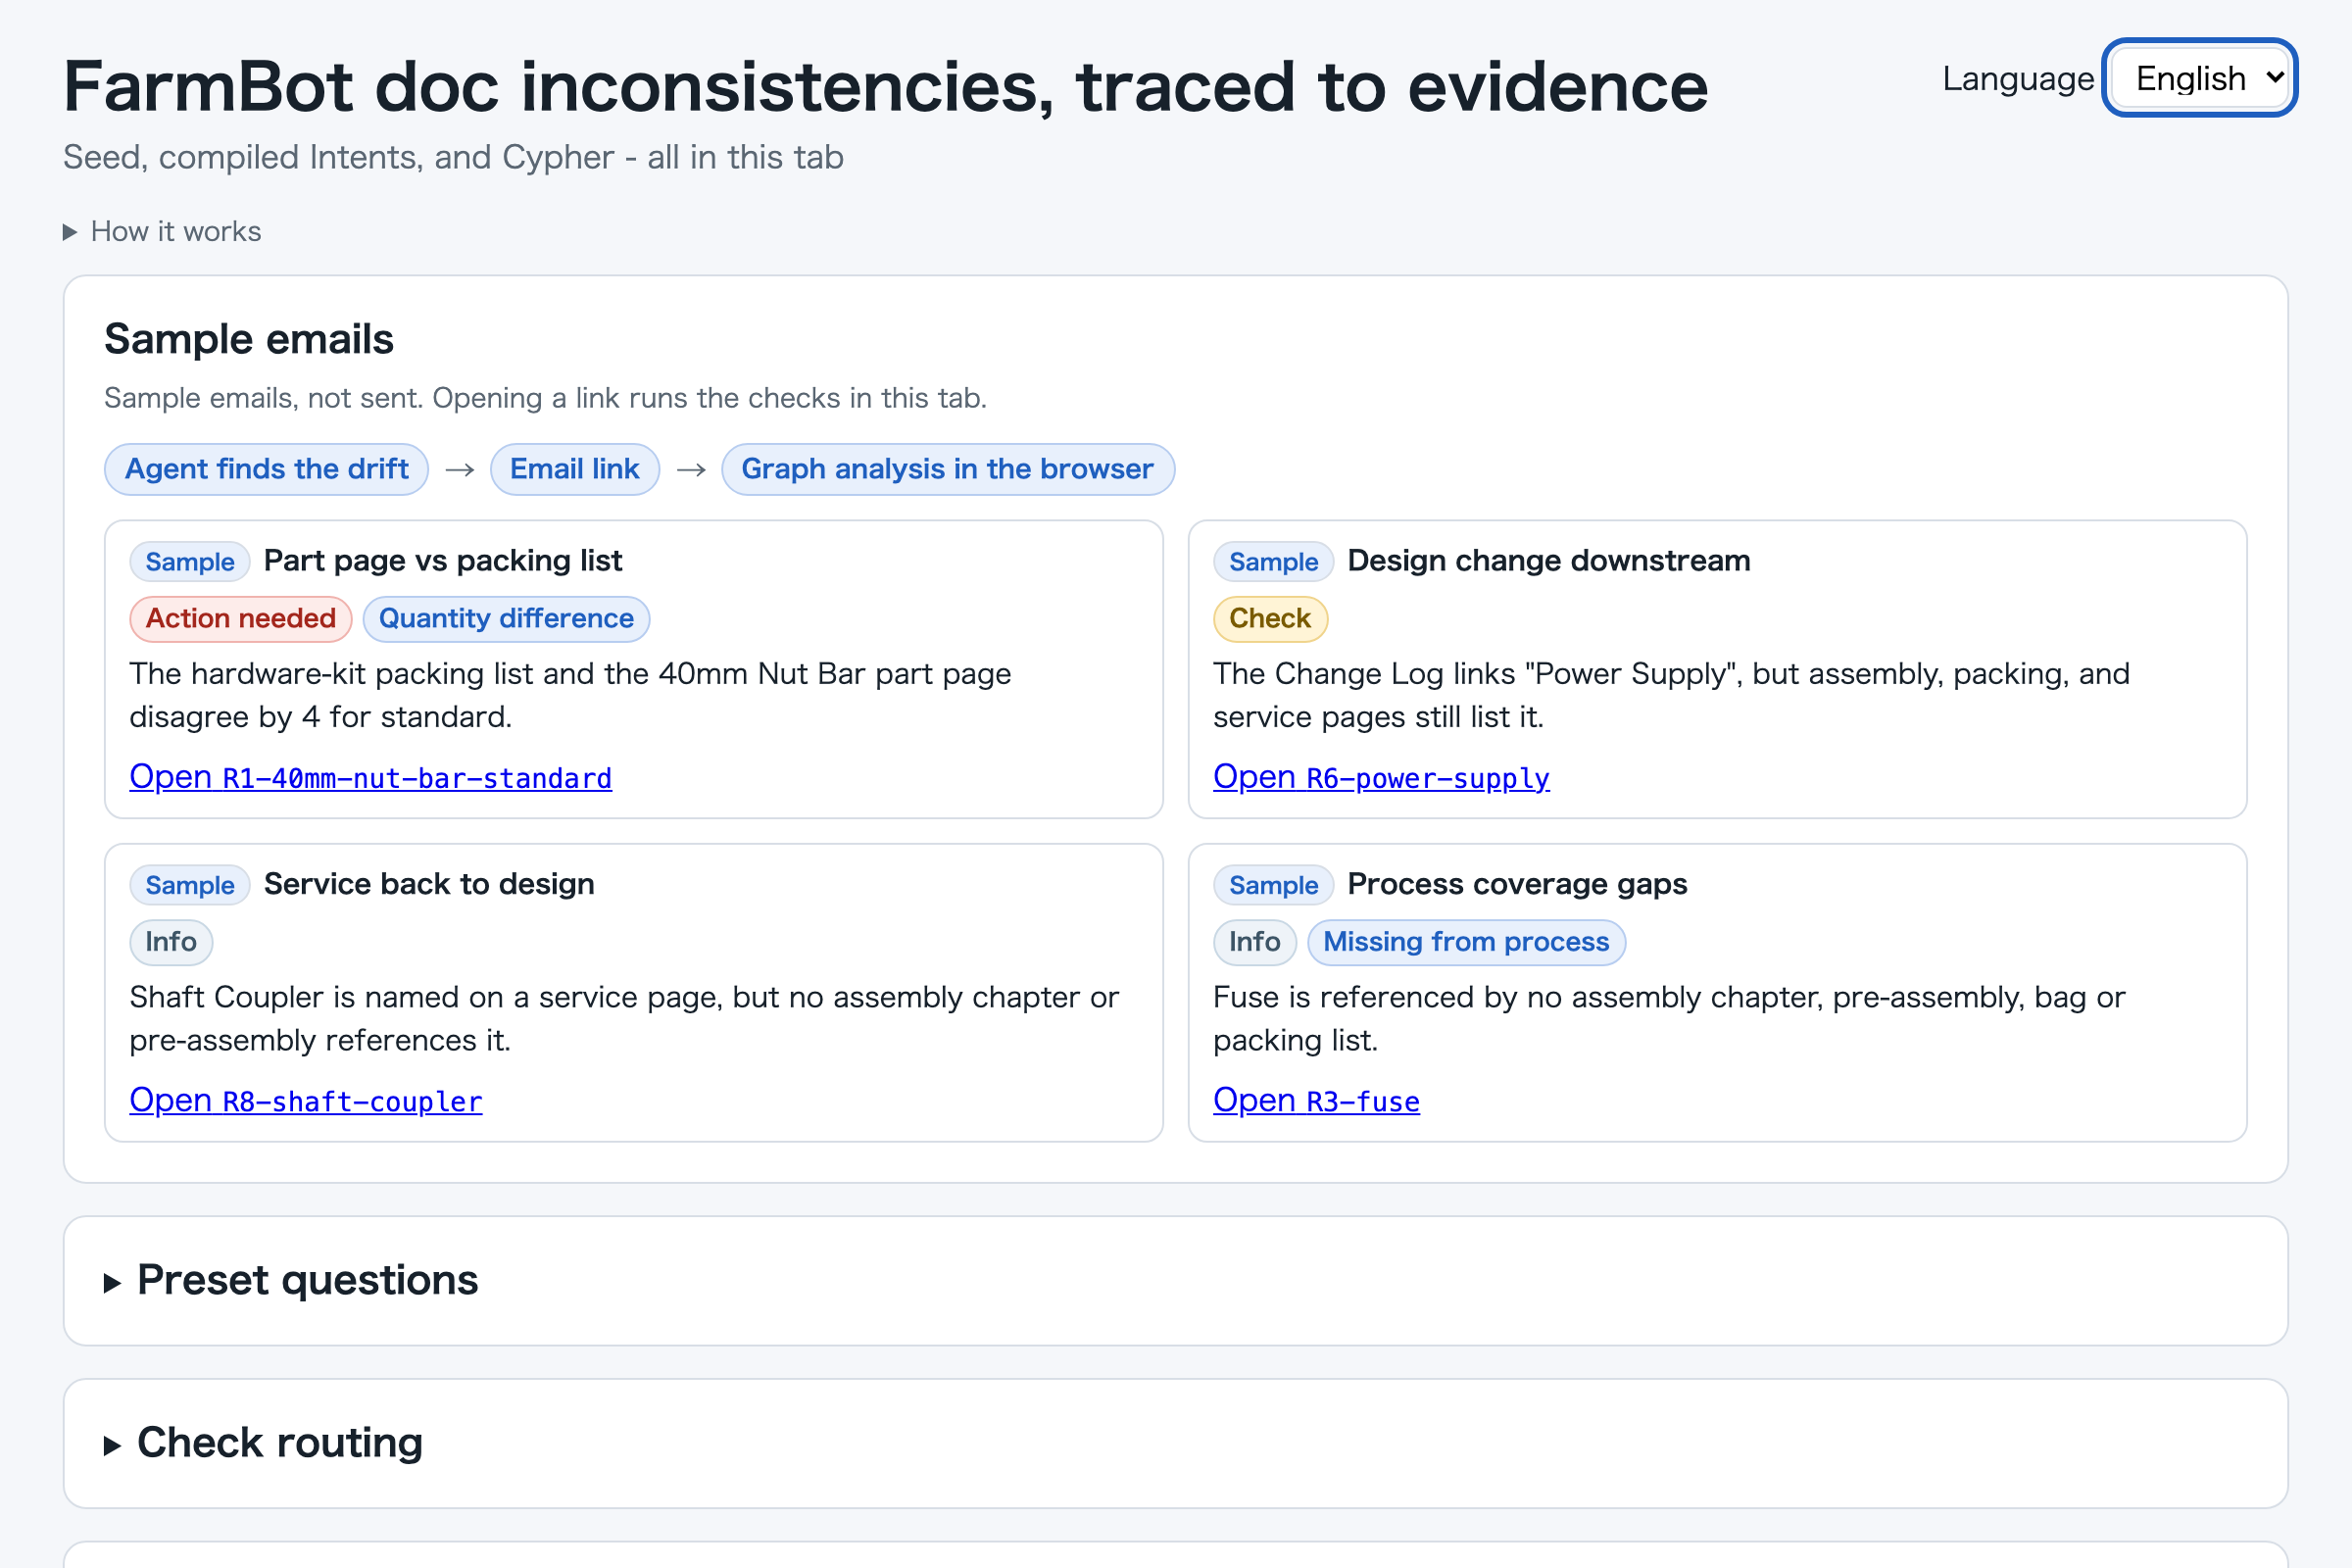 FarmBot doc inconsistencies, traced to evidence
Language English
Seed, compiled Intents, and Cypher - all in this tab
How it works
Sample emails
Sample emails, not sent. Opening a link runs the checks in this tab.
Agent finds the drift → Email link → Graph analysis in the browser
Sample Part page vs packing list
Action needed Quantity difference
The hardware-kit packing list and the 40mm Nut Bar part page
disagree by 4 for standard.
Open R1-40mm-nut-bar-standard
Sample Design change downstream
Check
The Change Log links "Power Supply", but assembly, packing, and
service pages still list it.
Open R6-power-supply
Sample Service back to design
Info
Shaft Coupler is named on a service page, but no assembly chapter or
pre-assembly references it.
Open R8-shaft-coupler
Sample Process coverage gaps
Info Missing from process
Fuse is referenced by no assembly chapter, pre-assembly, bag or
packing list.
Open R3-fuse
Preset questions
Check routing